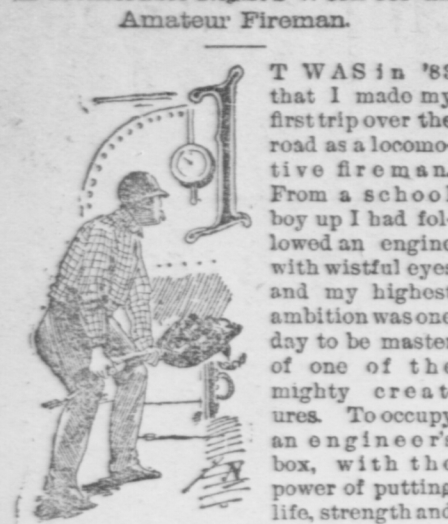 Amateur Fireman.
IT WAS in '83
that I made my
first trip over the
road as a locomo-
tive fireman.
From a school
boy up I had fol-
lowed an engine
with wistful eyes
and my highest
ambition was one
day to be master
of one of the
mighty creat
ures. To occupy
an engineer's
box, with the
power of putting
life, strength and